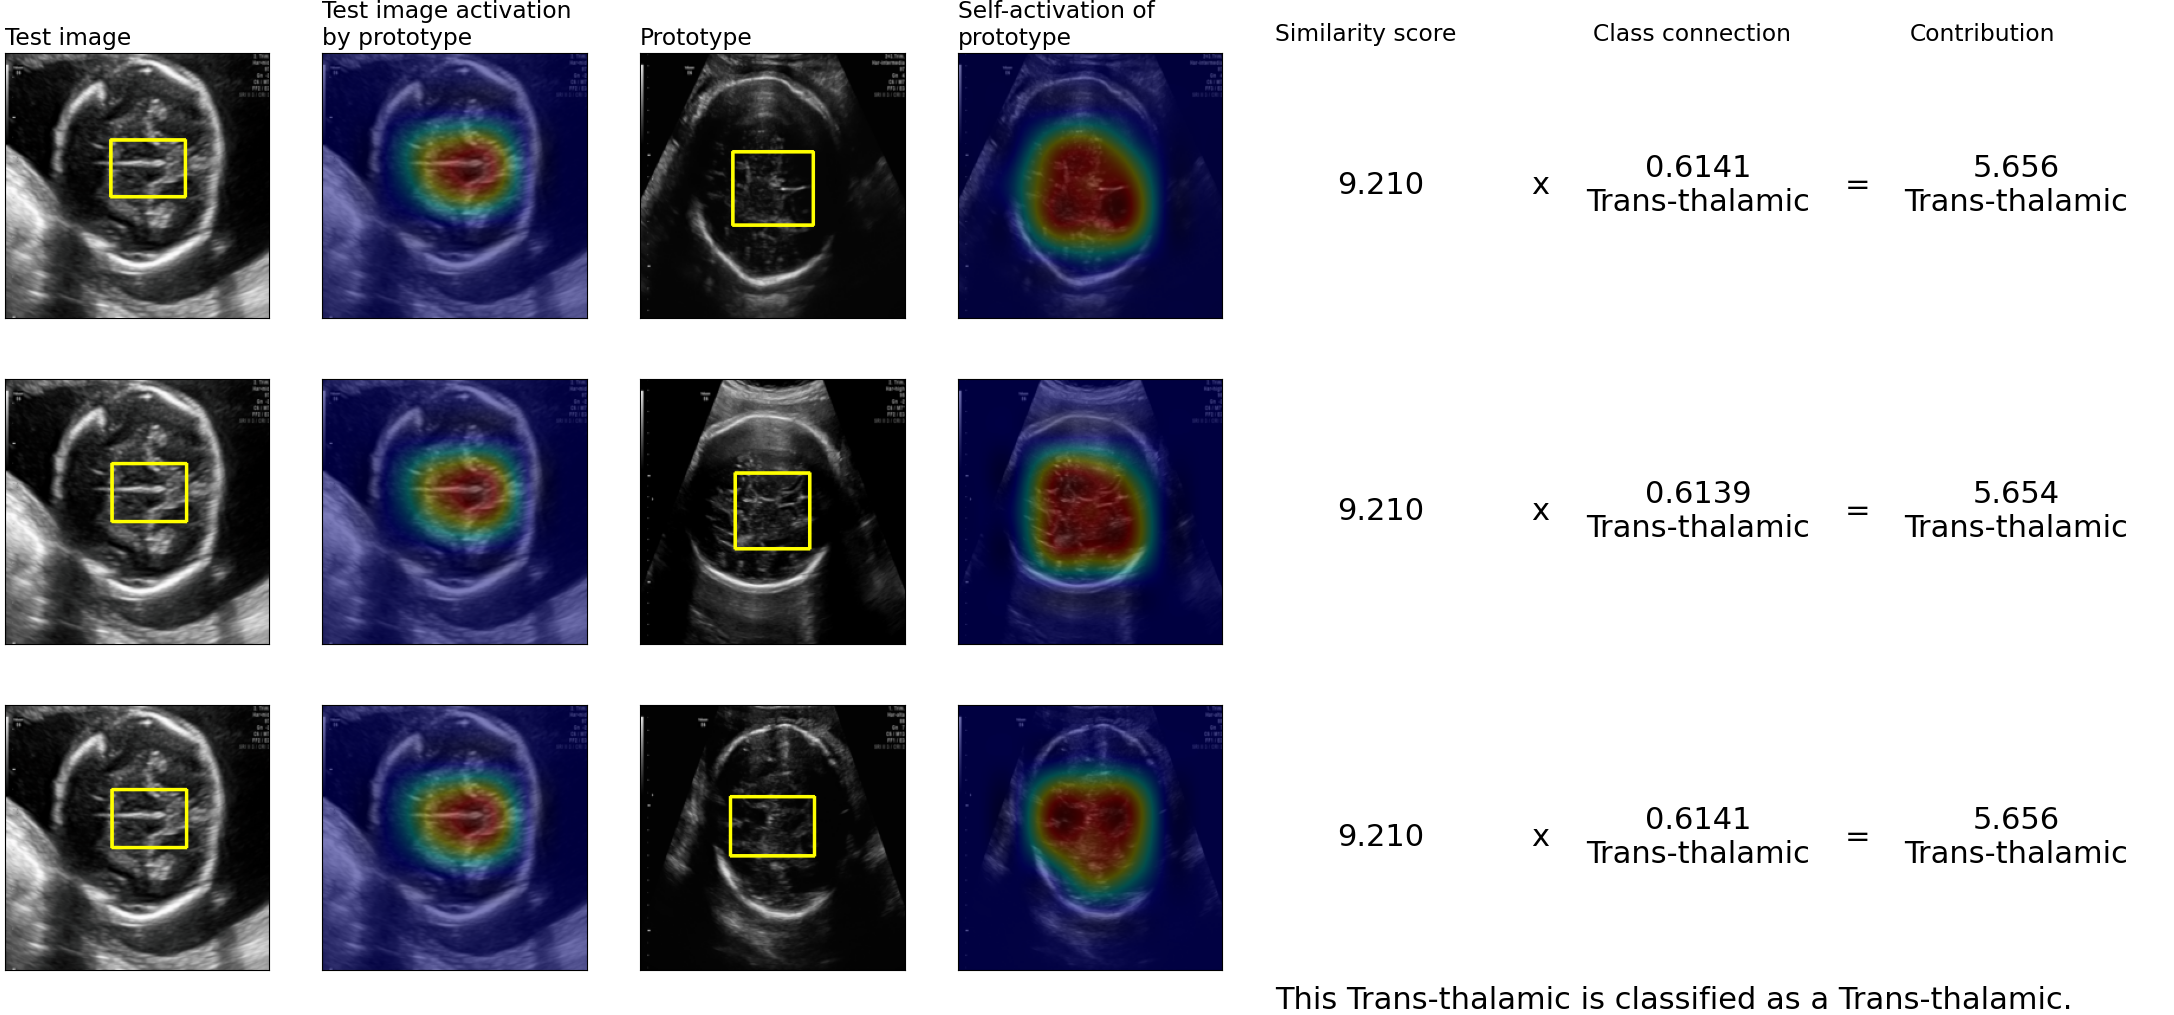 Test image
Test image activation
by prototype
Prototype
Self-activation of
prototype
Similarity score
Class connection
Contribution
9.210
x
0.6141
Trans-thalamic
=
5.656
Trans-thalamic
9.210
x
0.6139
Trans-thalamic
=
5.654
Trans-thalamic
9.210
x
0.6141
Trans-thalamic
=
5.656
Trans-thalamic
This Trans-thalamic is classified as a Trans-thalamic.